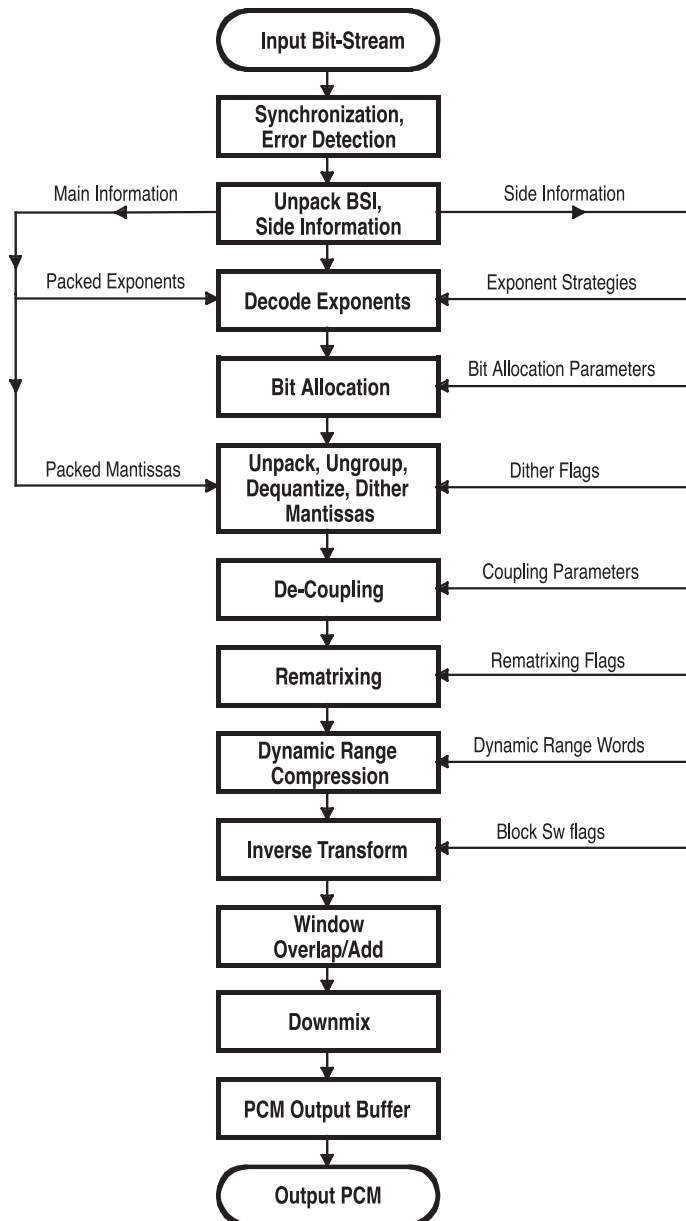 Input Bit-Stream
Synchronization,
Error Detection
Main Information
Unpack BSI,
Side Information
Side Information
Packed Exponents
Decode Exponents
Exponent Strategies
Bit Allocation
Bit Allocation Parameters
Packed Mantissas
Unpack, Ungroup,
Dequantize, Dither
Mantissas
Dither Flags
De-Coupling
Coupling Parameters
Rematrixing
Rematrixing Flags
Dynamic Range
Compression
Dynamic Range Words
Inverse Transform
Block Sw flags
Window
Overlap/Add
Downmix
PCM Output Buffer
Output PCM